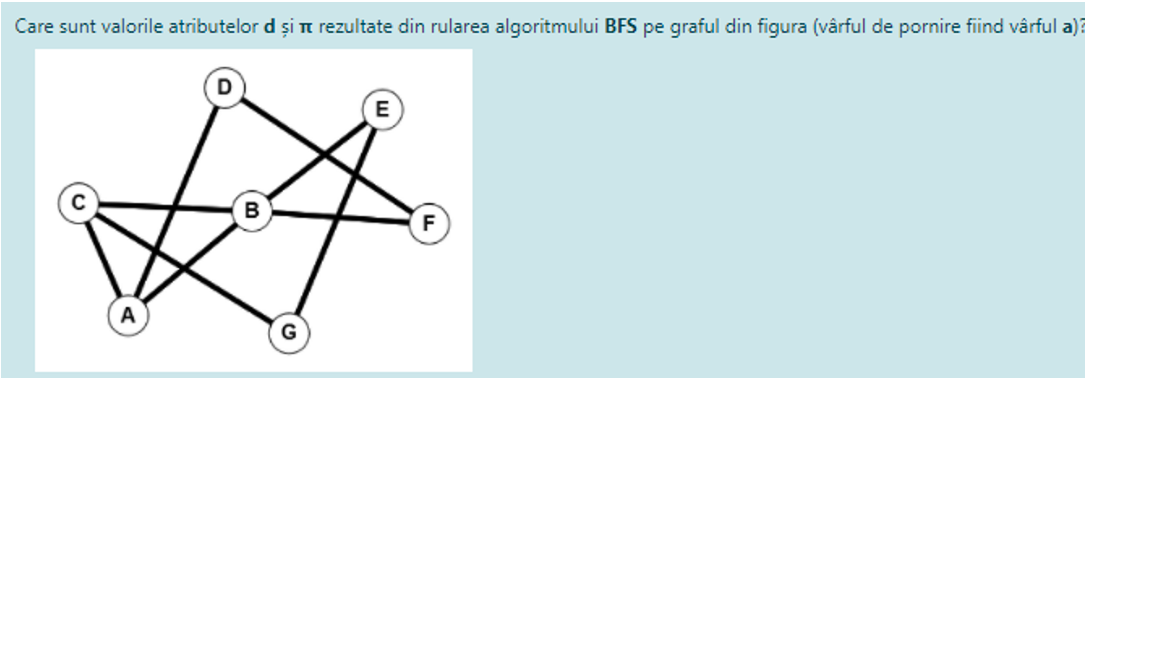 Care sunt valorile atributelor d și π rezultate din rularea algoritmului BFS pe graful din figura (vârful de pornire fiind vârful a)?
D
E
C
B
F
A
G